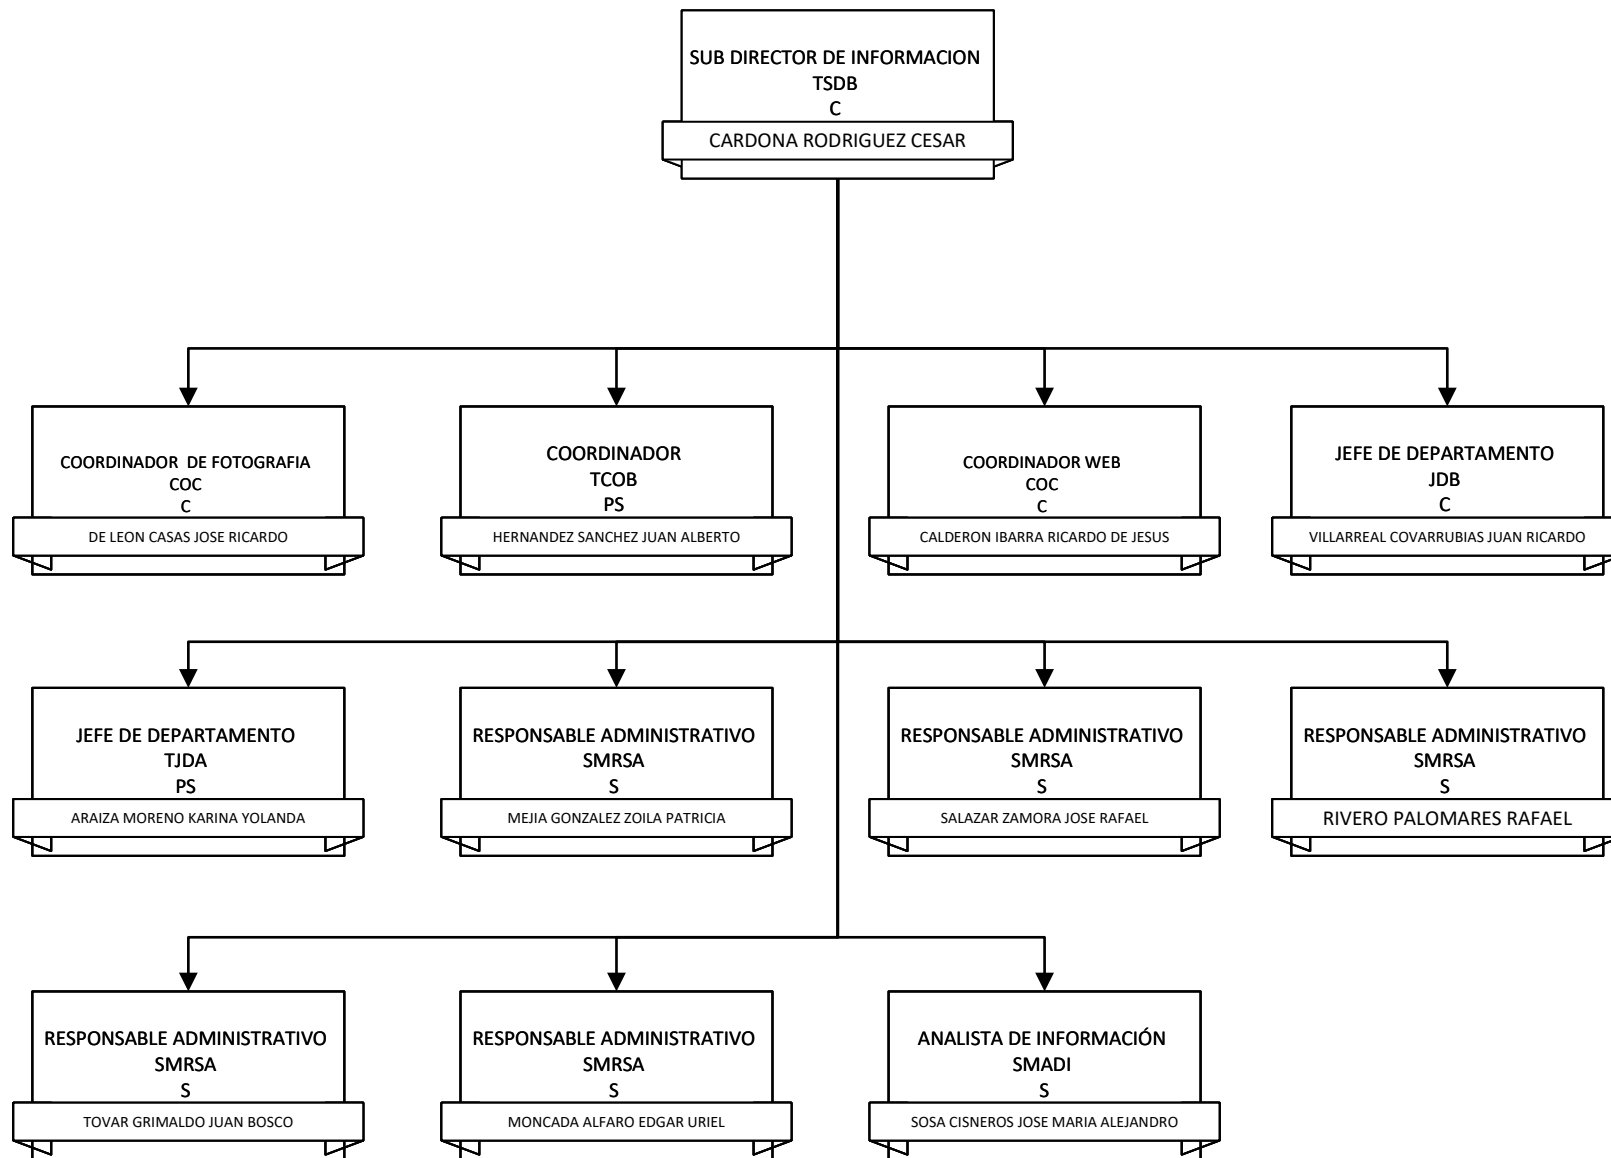 SUB DIRECTOR DE INFORMACION
TSDB
C
CARDONA RODRIGUEZ CESAR
COORDINADOR DE FOTOGRAFIA
COC
C
DE LEON CASAS JOSE RICARDO
COORDINADOR
TCOB
PS
HERNANDEZ SANCHEZ JUAN ALBERTO
COORDINADOR WEB
COC
C
CALDERON IBARRA RICARDO DE JESUS
JEFE DE DEPARTAMENTO
JDB
C
VILLARREAL COVARRUBIAS JUAN RICARDO
JEFE DE DEPARTAMENTO
TJDA
PS
ARAIZA MORENO KARINA YOLANDA
RESPONSABLE ADMINISTRATIVO
SMRSA
S
MEJIA GONZALEZ ZOILA PATRICIA
RESPONSABLE ADMINISTRATIVO
SMRSA
S
SALAZAR ZAMORA JOSE RAFAEL
RESPONSABLE ADMINISTRATIVO
SMRSA
S
RIVERO PALOMARES RAFAEL
RESPONSABLE ADMINISTRATIVO
SMRSA
S
TOVAR GRIMALDO JUAN BOSCO
RESPONSABLE ADMINISTRATIVO
SMRSA
S
MONCADA ALFARO EDGAR URIEL
ANALISTA DE INFORMACIÓN
SMADI
S
SOSA CISNEROS JOSE MARIA ALEJANDRO